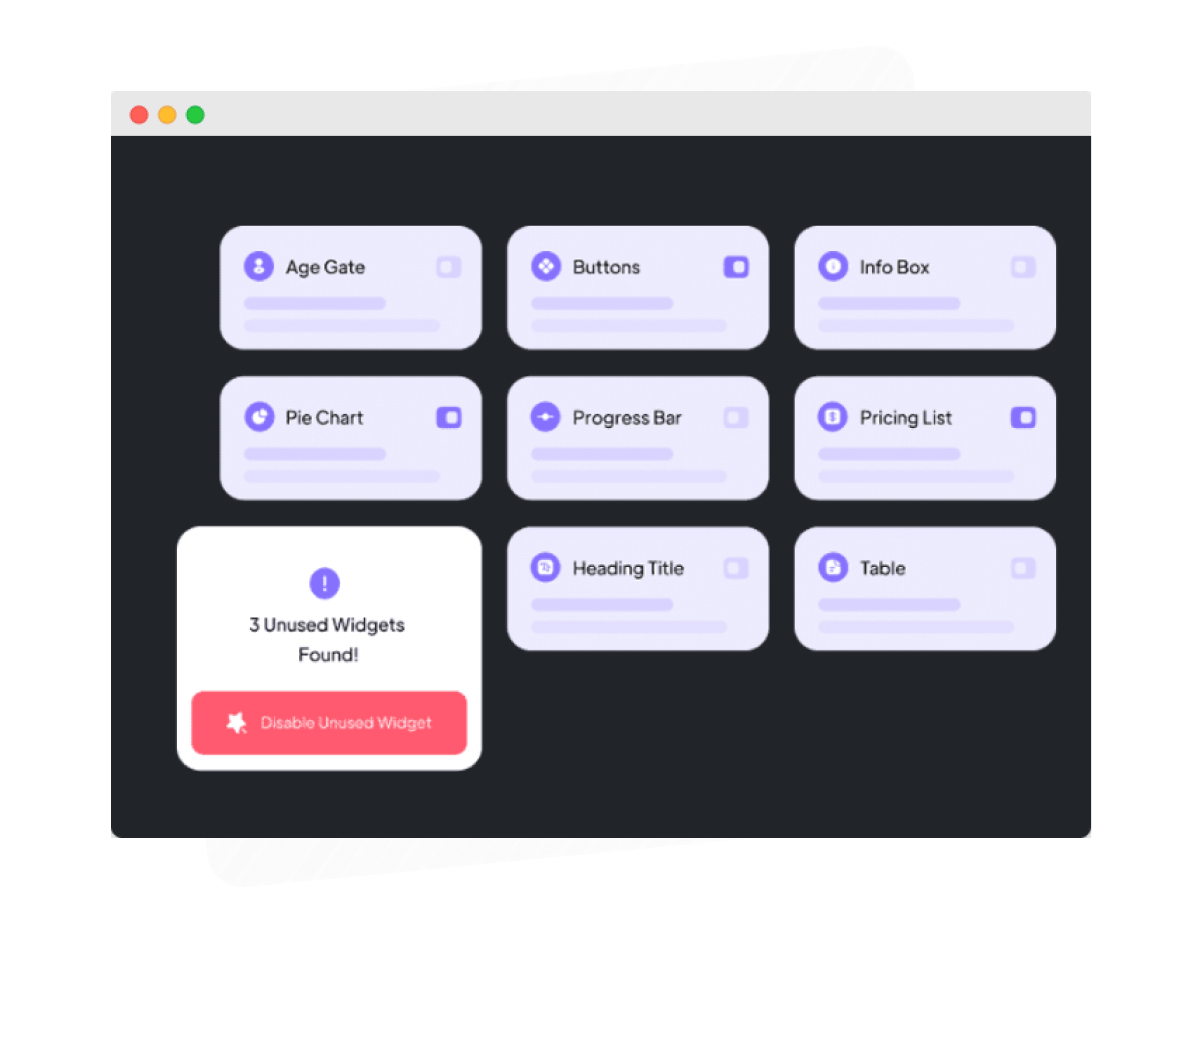 Age Gate
Buttons
Info Box
Pie Chart
Progress Bar
Pricing List
3 Unused Widgets
Found!
Disable Unused Widget
Heading Title
Table